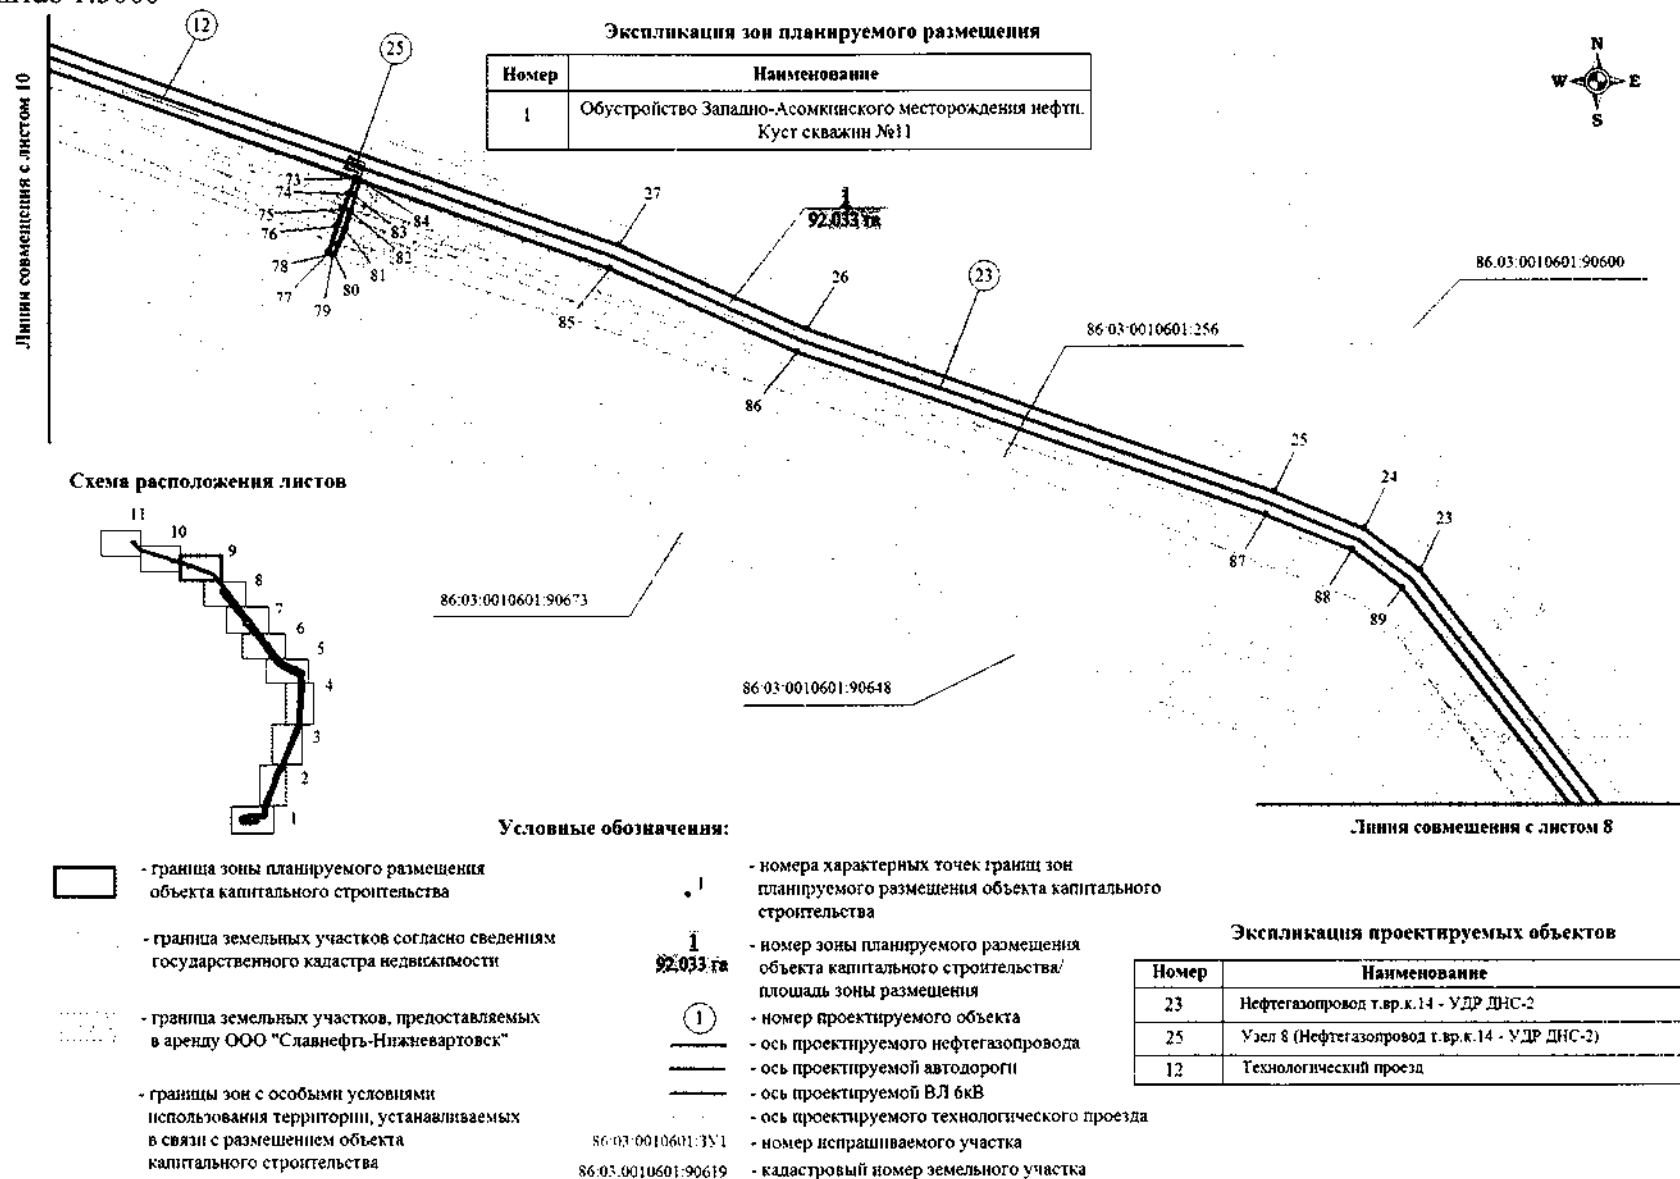 1:5000
12
25
Экспликация зон планируемого размещения
Номер Наименование
1 Обустройство Западно-Асомкинского месторождения нефти.
Куст скважин №11
N
W E
S
Линия совмещения с листом 10
73
74
75
76
78
77
79
80
81
82
83
84
27
1
92.033 га
85
26
23
86
86:03:0010601:256
86.03:0010601:90600
25
24
23
87
88
89
Схема расположения листов
11
10
9
8
7
6
5
4
3
2
1
86:03:0010601:90673
86:03:0010601:90648
Линия совмещения с листом 8
Условные обозначения:
- граница зоны планируемого размещения
объекта капитального строительства
- граница земельных участков согласно сведениям
государственного кадастра недвижимости
- граница земельных участков, предоставляемых
в аренду ООО "Славнефть-Нижневартовск"
- границы зон с особыми условиями
использования территории, устанавливаемых
в связи с размещением объекта
капитального строительства
1
- номера характерных точек границ зон
планируемого размещения объекта капитального
строительства
1
92.033 га
- номер зоны планируемого размещения
объекта капитального строительства/
площадь зоны размещения
1 - номер проектируемого объекта
- ось проектируемого нефтегазопровода
- ось проектируемой автодороги
- ось проектируемой ВЛ 6кВ
- ось проектируемого технологического проезда
86:03:0010601:ЗУ1 - номер испрашиваемого участка
86:03.0010601:90619 - кадастровый номер земельного участка
Экспликация проектируемых объектов
Номер Наименование
23 Нефтегазопровод т.вр.к.14 - УДР ДНС-2
25 Узел 8 (Нефтегазопровод т.вр.к.14 - УДР ДНС-2)
12 Технологический проезд